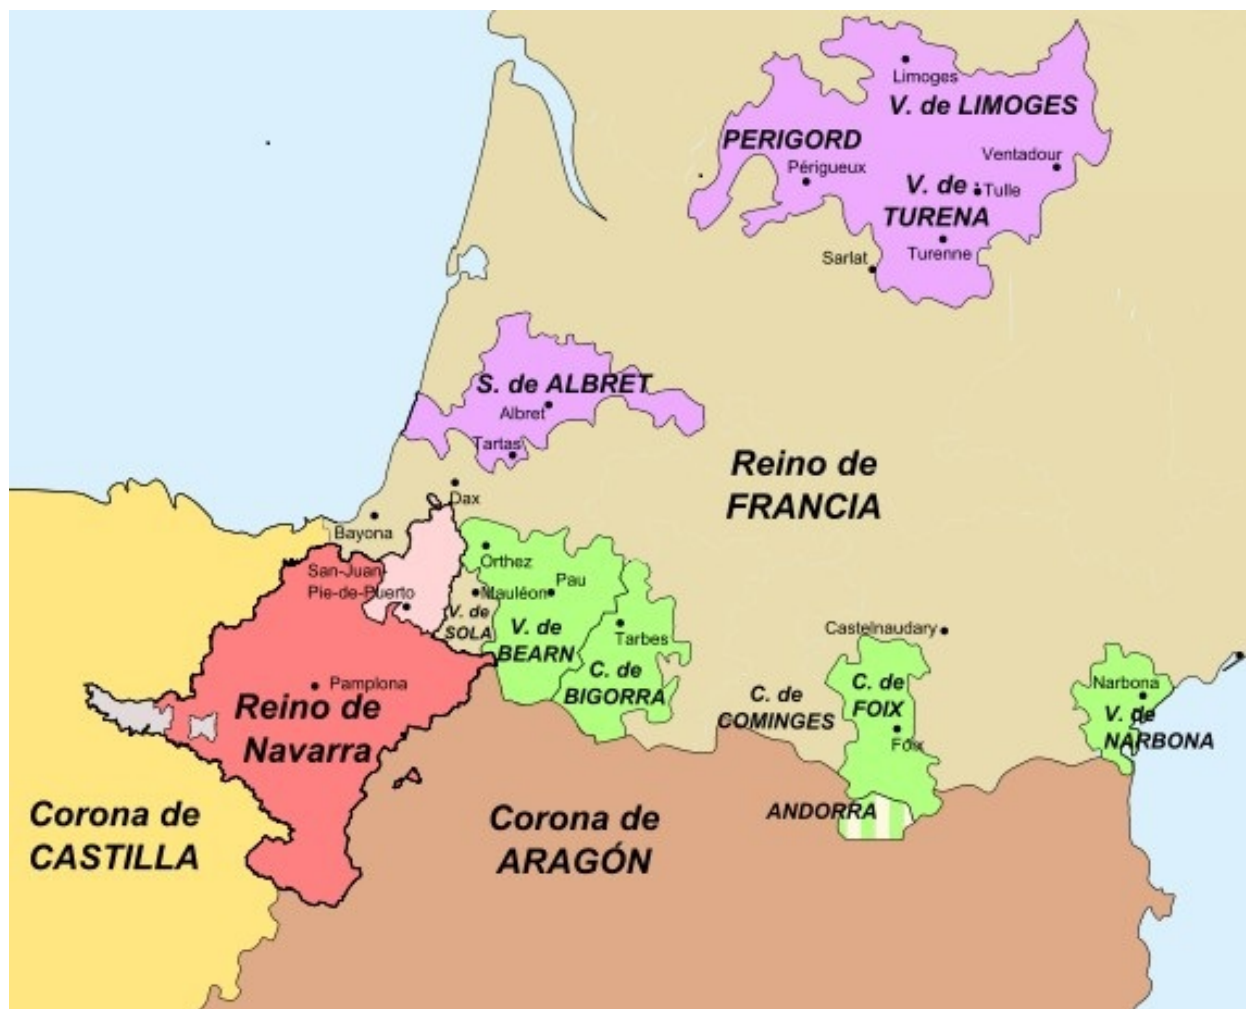 Limoges
V. de LIMOGES
PERIGORD
Ventadour
Périgueux
V. de
TURENA
Tulle
Sarlat
Turenne
S. de ALBRET
Albret
Tartas
Reino de
FRANCIA
Dax
Bayona
San-Juan-
Pie-de-Puerto
Orthez
Pau
Mauléon
V. de
SOLA
V. de
BEARN
Tarbes
C. de
BIGORRA
Castelnaudary
C. de
COMINGES
C. de
FOIX
Foix
Narbona
V. de
NARBONA
Pamplona
Reino de
Navarra
ANDORRA
Corona de
CASTILLA
Corona de
ARAGÓN